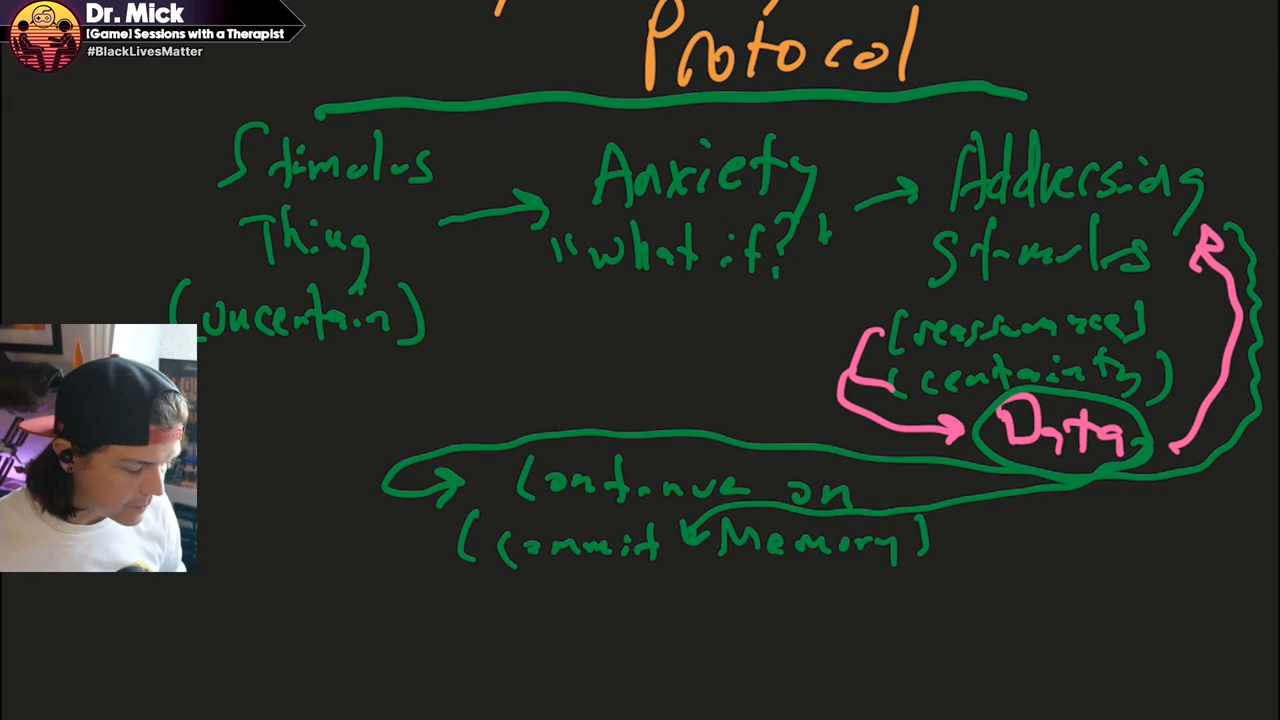 Dr. Mick
[Game] Sessions with a Therapist
#BlackLivesMatter
Protocol
Stimulus
Thing
(uncertain)
Anxiety
"What if?"
Addressing
Stimulus
(reassurance)
(certainty)
Data
Continue on
(Commit Memory)